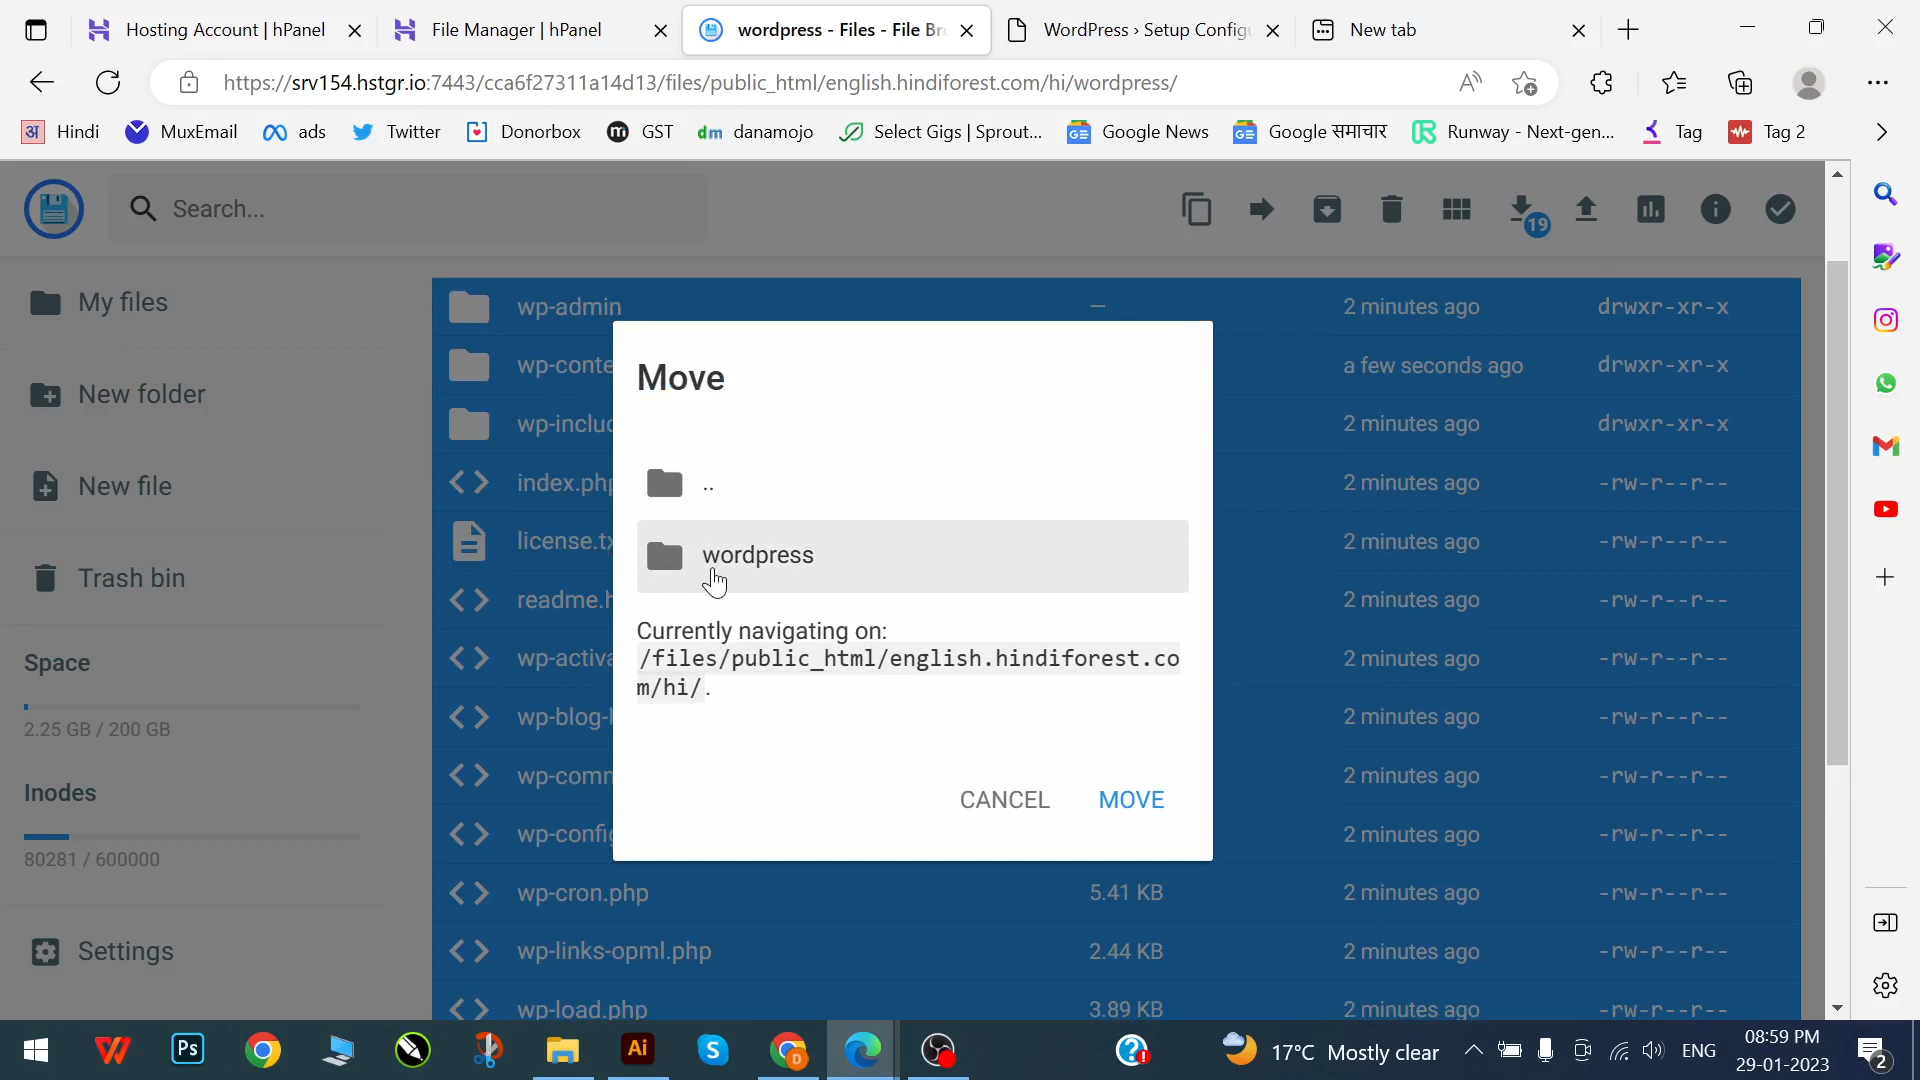 Hosting Account | hPanel
File Manager | hPanel
wordpress - Files - File Br
WordPress › Setup Configu
New tab
https://srv154.hstgr.io:7443/cca6f27311a14d13/files/public_html/english.hindiforest.com/hi/wordpress/
अ Hindi
MuxEmail
ads
Twitter
Donorbox
GST
dm danamojo
Select Gigs | Sprout...
Google News
Google समाचार
Runway - Next-gen...
Tag
Tag 2
Search...
19
My files
New folder
New file
Trash bin
Space
2.25 GB / 200 GB
Inodes
80281 / 600000
Settings
wp-admin — 2 minutes ago drwxr-xr-x
wp-conte a few seconds ago drwxr-xr-x
wp-includ 2 minutes ago drwxr-xr-x
index.php 2 minutes ago -rw-r--r--
license.tx 2 minutes ago -rw-r--r--
readme.h 2 minutes ago -rw-r--r--
wp-activa 2 minutes ago -rw-r--r--
wp-blog-h 2 minutes ago -rw-r--r--
wp-comm 2 minutes ago -rw-r--r--
wp-config 2 minutes ago -rw-r--r--
wp-cron.php 5.41 KB 2 minutes ago -rw-r--r--
wp-links-opml.php 2.44 KB 2 minutes ago -rw-r--r--
wp-load.php 3.89 KB 2 minutes ago -rw-r--r--
Move
..
wordpress
Currently navigating on:
/files/public_html/english.hindiforest.co
m/hi/.
CANCEL MOVE
Ps
Ai
17°C Mostly clear
ENG
08:59 PM
29-01-2023
2